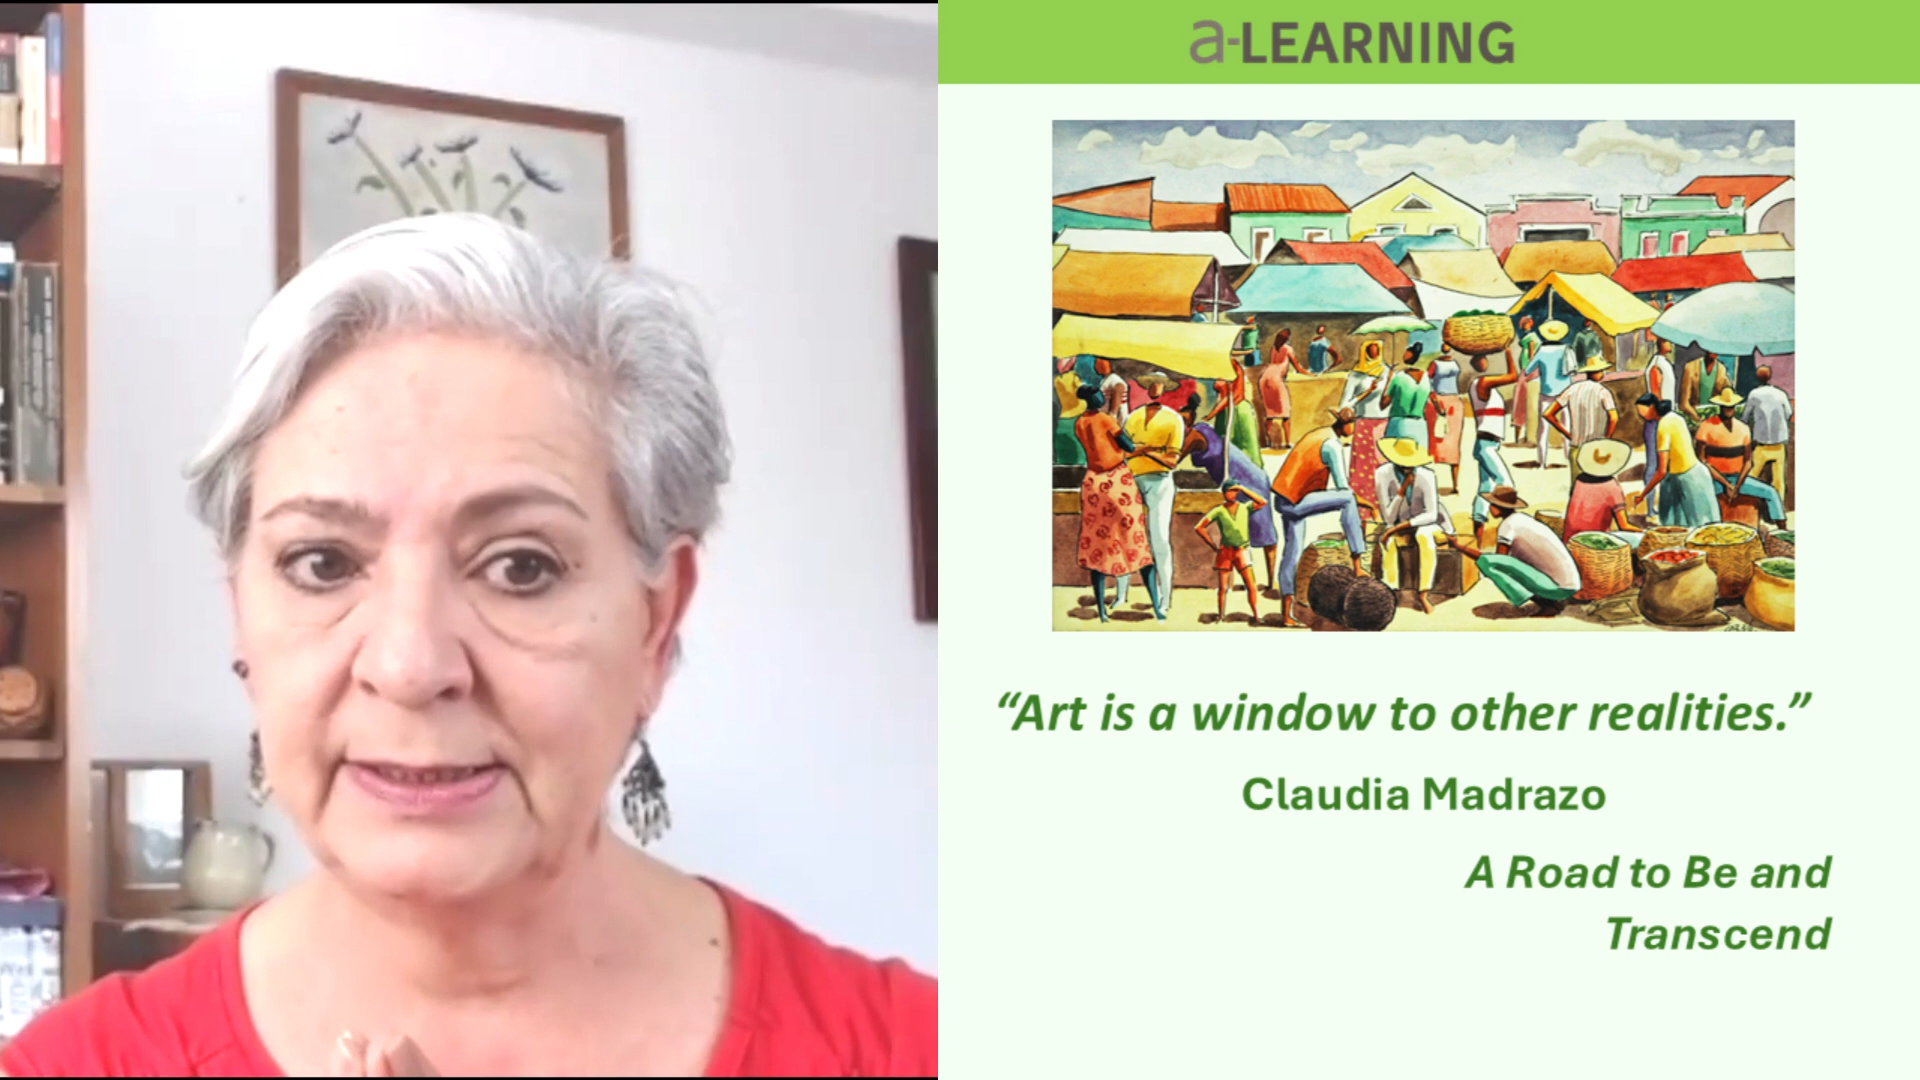 a-LEARNING
“Art is a window to other realities.”
Claudia Madrazo
A Road to Be and
Transcend